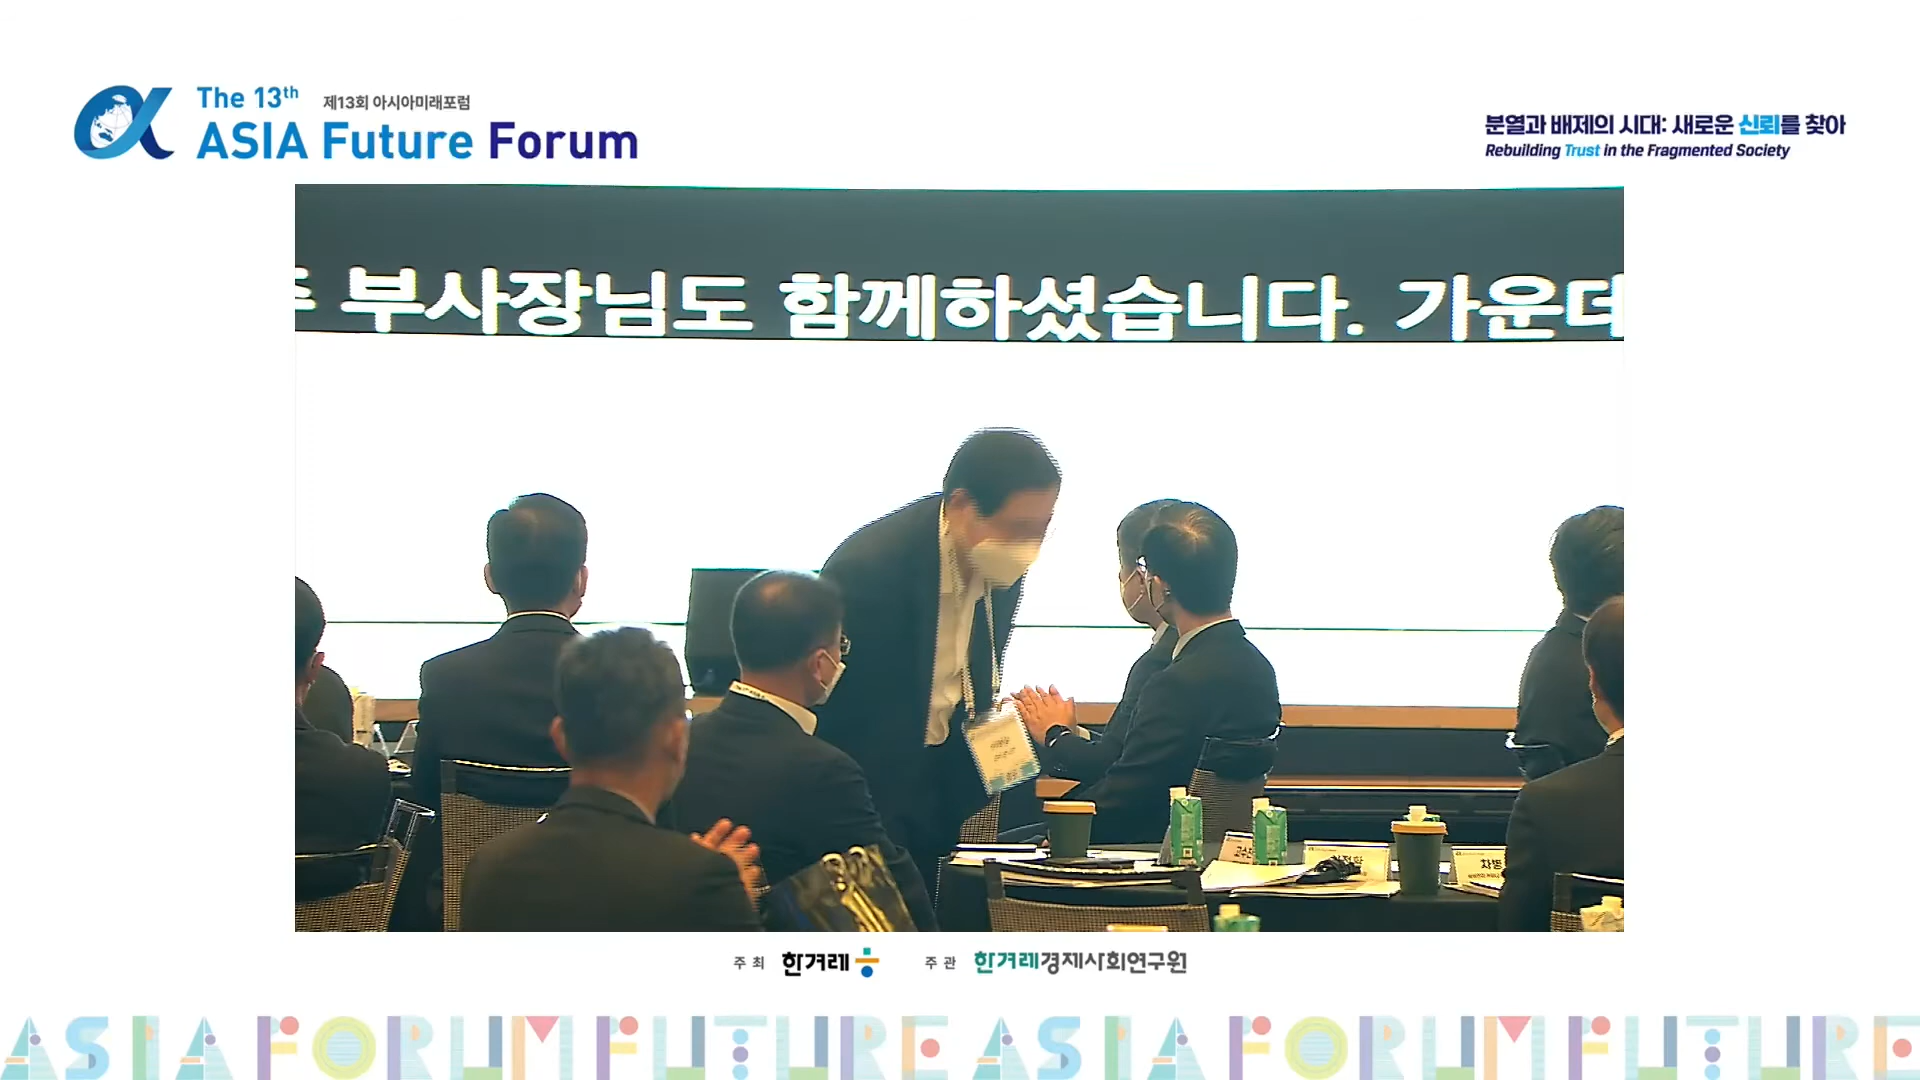 The 13th 제13회 아시아미래포럼
ASIA Future Forum
분열과 배제의 시대: 새로운 신뢰를 찾아
Rebuilding Trust in the Fragmented Society
부사장님도 함께하셨습니다.
주최 한겨레 주관 한겨레경제사회연구원
ASIA FORUM FUTURE ASIA FORUM FUTURE